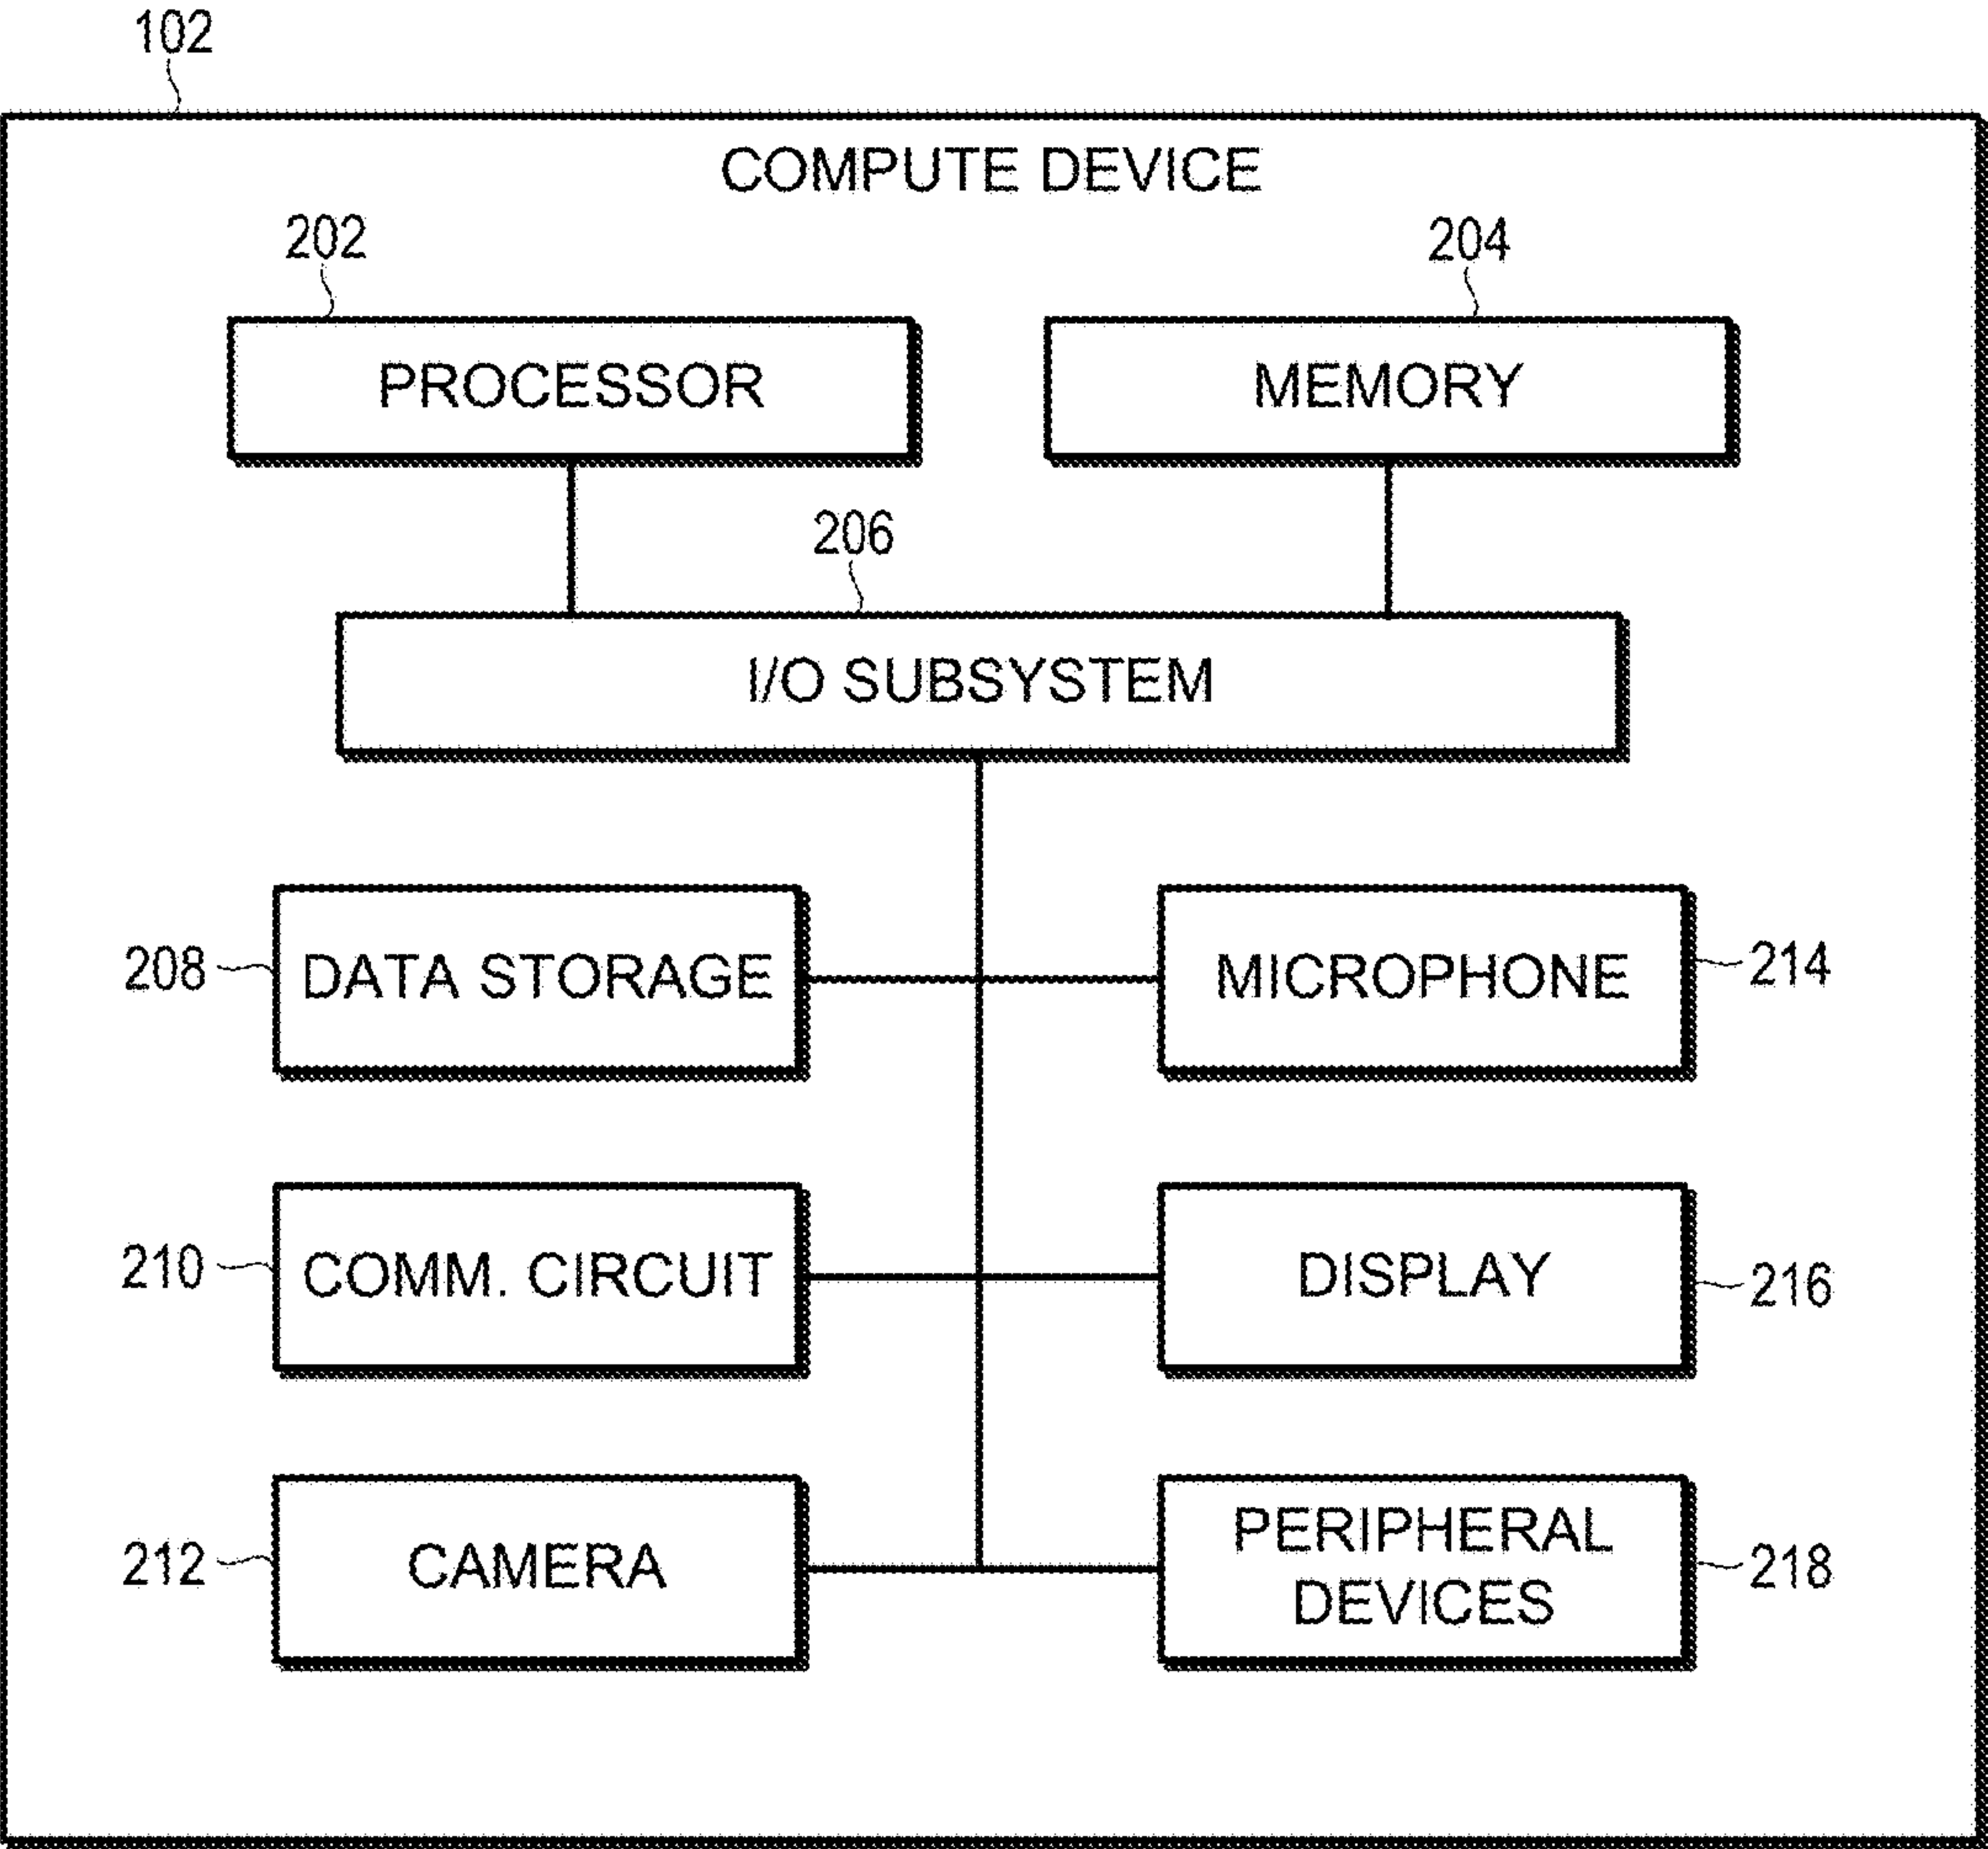 102
COMPUTE DEVICE
202
204
PROCESSOR
MEMORY
206
I/O SUBSYSTEM
208
DATA STORAGE
MICROPHONE
214
210
COMM. CIRCUIT
DISPLAY
216
212
CAMERA
PERIPHERAL
DEVICES
218